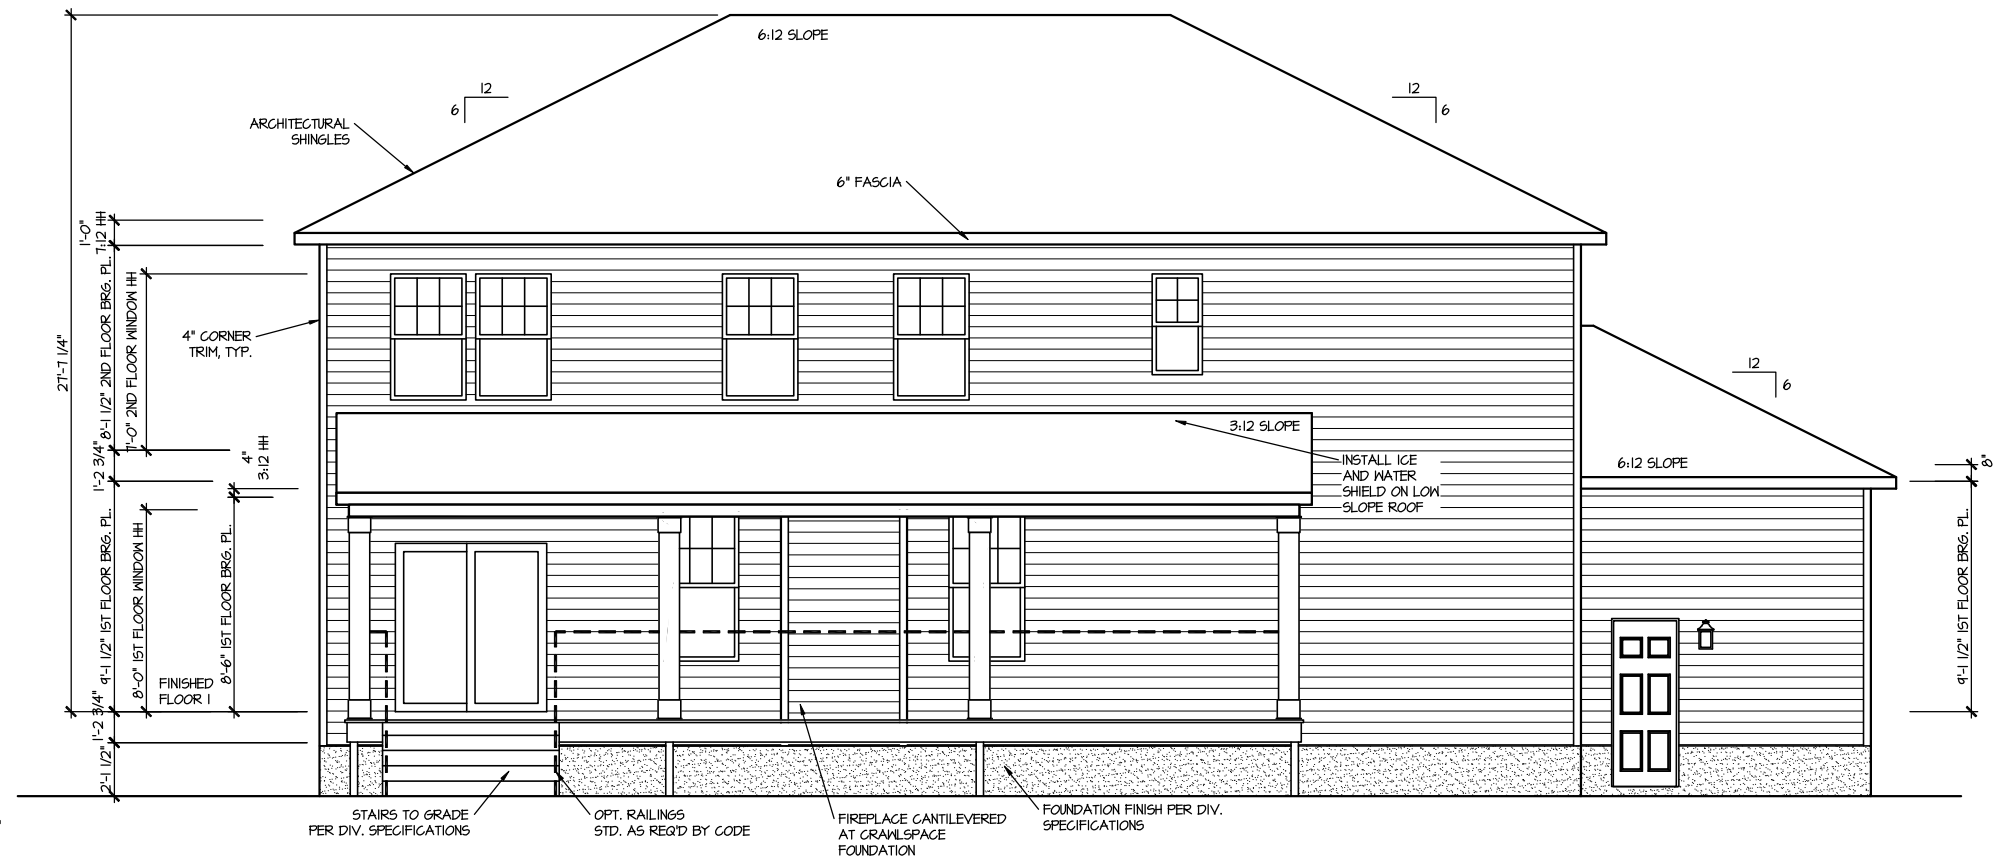 6:12 SLOPE
12
6
12
6
ARCHITECTURAL
SHINGLES
6" FASCIA
1'-0"
7:12 HH
27'-7 1/4"
8'-1 1/2" 2ND FLOOR BRG. PL.
7'-0" 2ND FLOOR WINDOW HH
4" CORNER
TRIM, TYP.
12
6
3:12 SLOPE
4"
3:12 HH
1'-2 3/4"
INSTALL ICE
AND WATER
SHIELD ON LOW
SLOPE ROOF
6:12 SLOPE
8"
9'-1 1/2" 1ST FLOOR BRG. PL.
8'-0" 1ST FLOOR WINDOW HH
8'-6" 1ST FLOOR BRG. PL.
9'-1 1/2" 1ST FLOOR BRG. PL.
FINISHED
FLOOR 1
1'-2 3/4"
2'-1 1/2"
STAIRS TO GRADE
PER DIV. SPECIFICATIONS
OPT. RAILINGS
STD. AS REQ'D BY CODE
FIREPLACE CANTILEVERED
AT CRAWLSPACE
FOUNDATION
FOUNDATION FINISH PER DIV.
SPECIFICATIONS